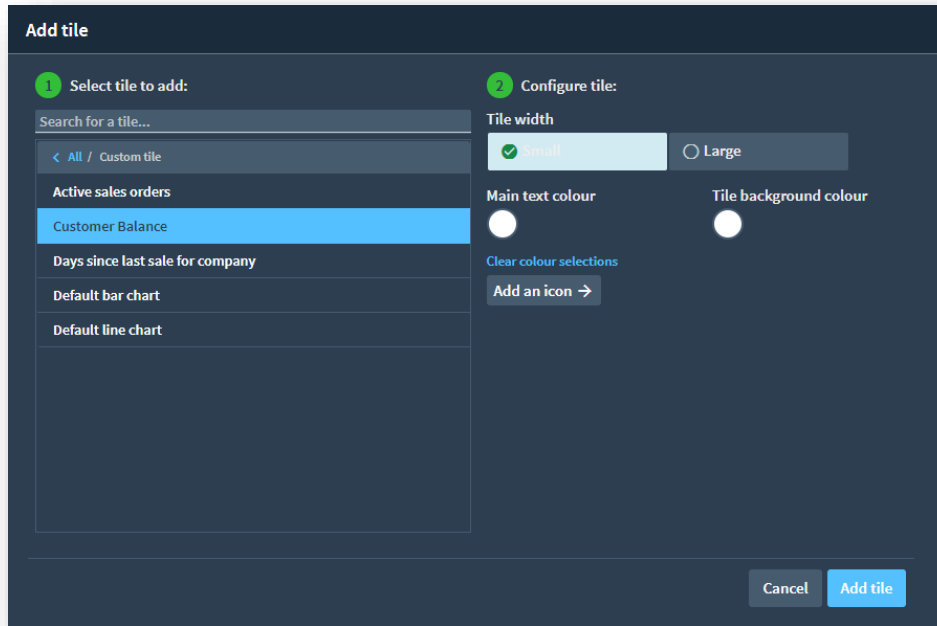 Add tile
1 Select tile to add:
Search for a tile...
< All / Custom tile
Active sales orders
Customer Balance
Days since last sale for company
Default bar chart
Default line chart
2 Configure tile:
Tile width
Small
Large
Main text colour
Tile background colour
Clear colour selections
Add an icon →
Cancel
Add tile